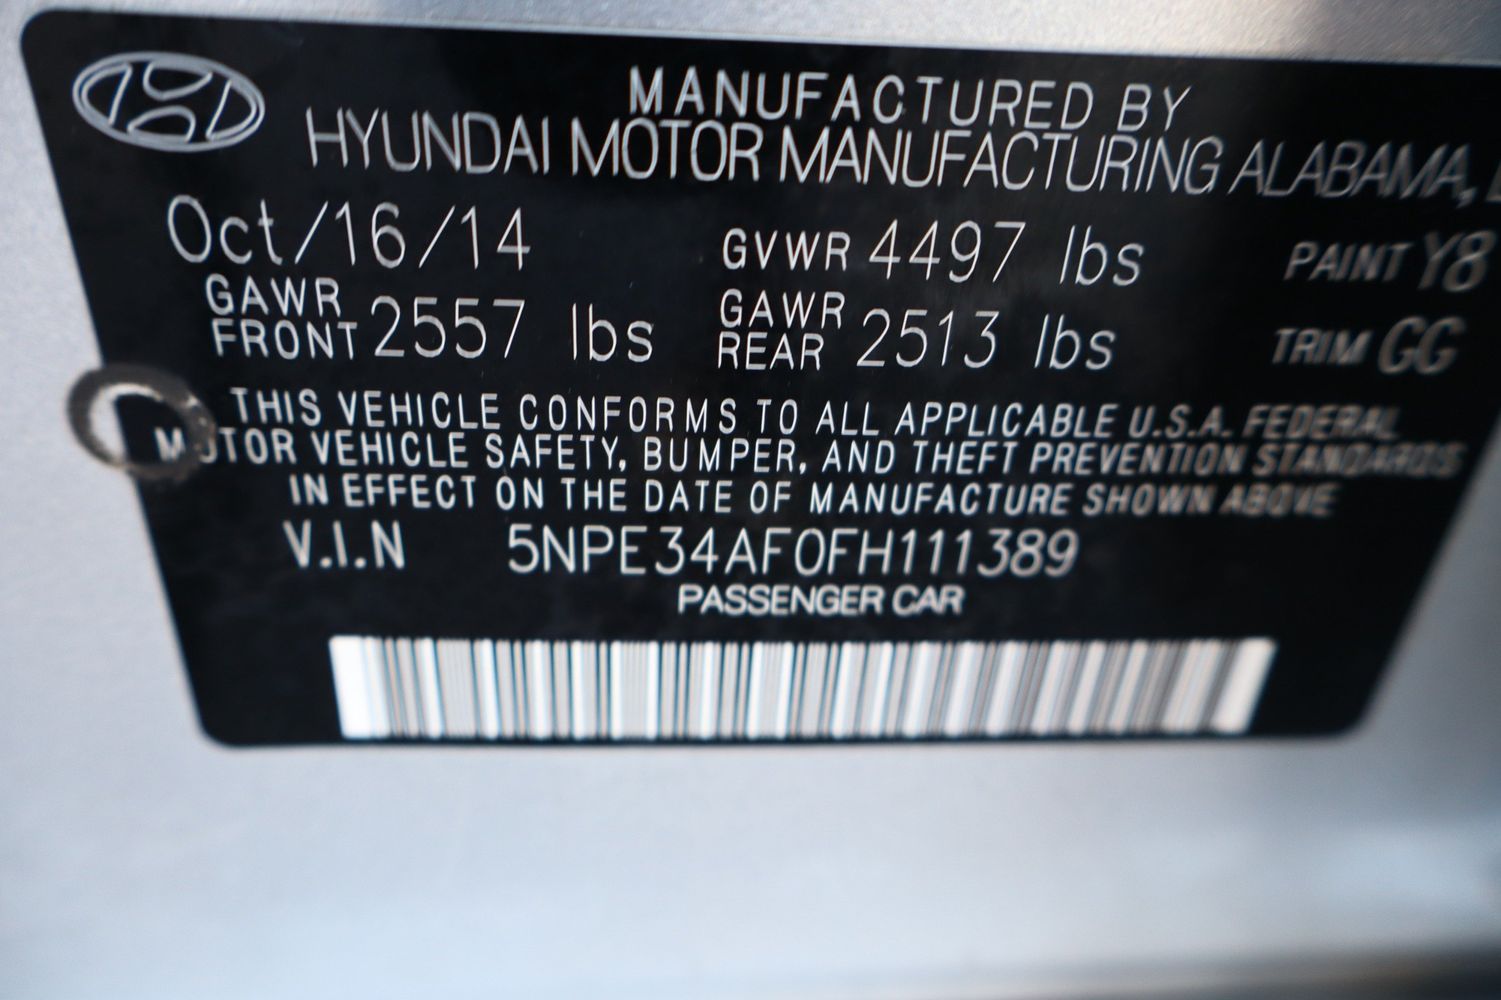 MANUFACTURED BY
HYUNDAI MOTOR MANUFACTURING ALABAMA,
Oct/16/14 GVWR 4497 lbs PAINT Y8
GAWR FRONT 2557 lbs GAWR REAR 2513 lbs TRIM GG
THIS VEHICLE CONFORMS TO ALL APPLICABLE U.S.A. FEDERAL
MOTOR VEHICLE SAFETY, BUMPER, AND THEFT PREVENTION STANDARDS
IN EFFECT ON THE DATE OF MANUFACTURE SHOWN ABOVE
V.I.N 5NPE34AF0FH111389
PASSENGER CAR